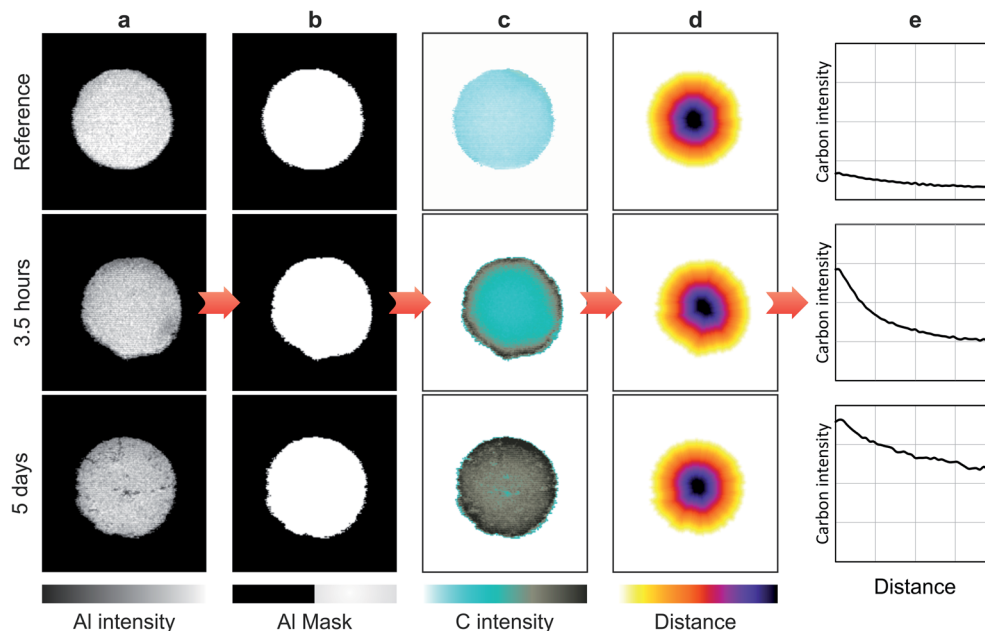 a b c d e
Reference
Carbon intensity
3.5 hours
Carbon intensity
5 days
Carbon intensity
Distance
Al intensity
Al Mask
C intensity
Distance